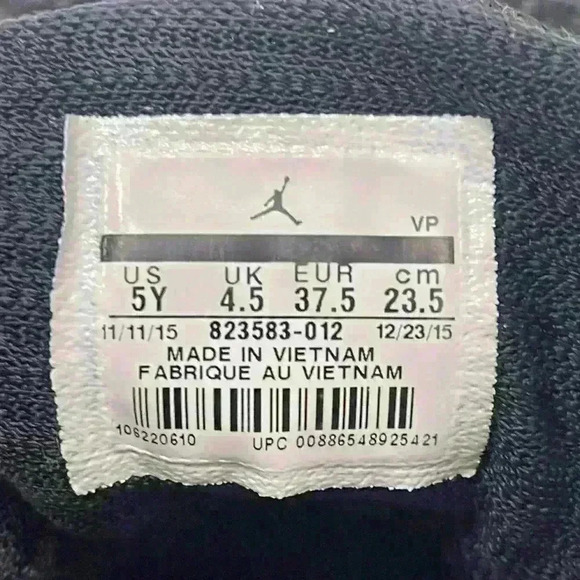 VP
US UK EUR cm
5Y 4.5 37.5 23.5
11/11/15 823583-012 12/23/15
MADE IN VIETNAM
FABRIQUE AU VIETNAM
106220610 UPC 00886548925421